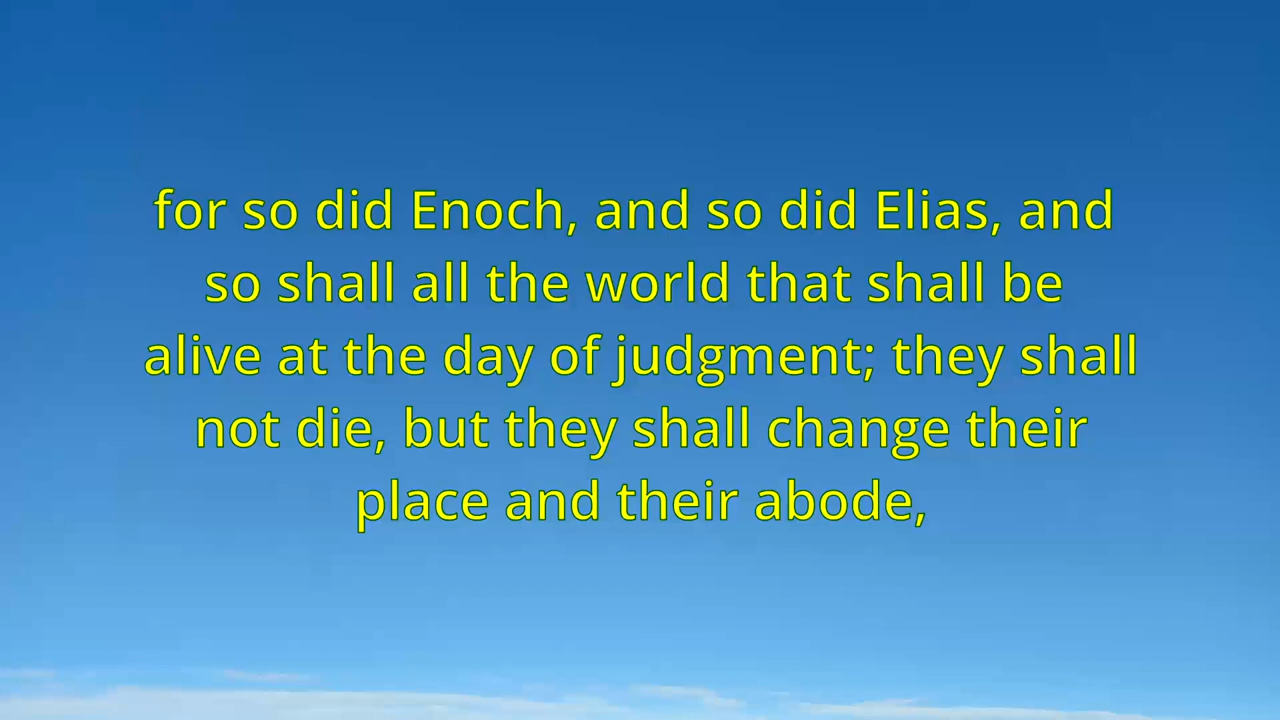 for so did Enoch, and so did Elias, and
so shall all the world that shall be
alive at the day of judgment; they shall
not die, but they shall change their
place and their abode,